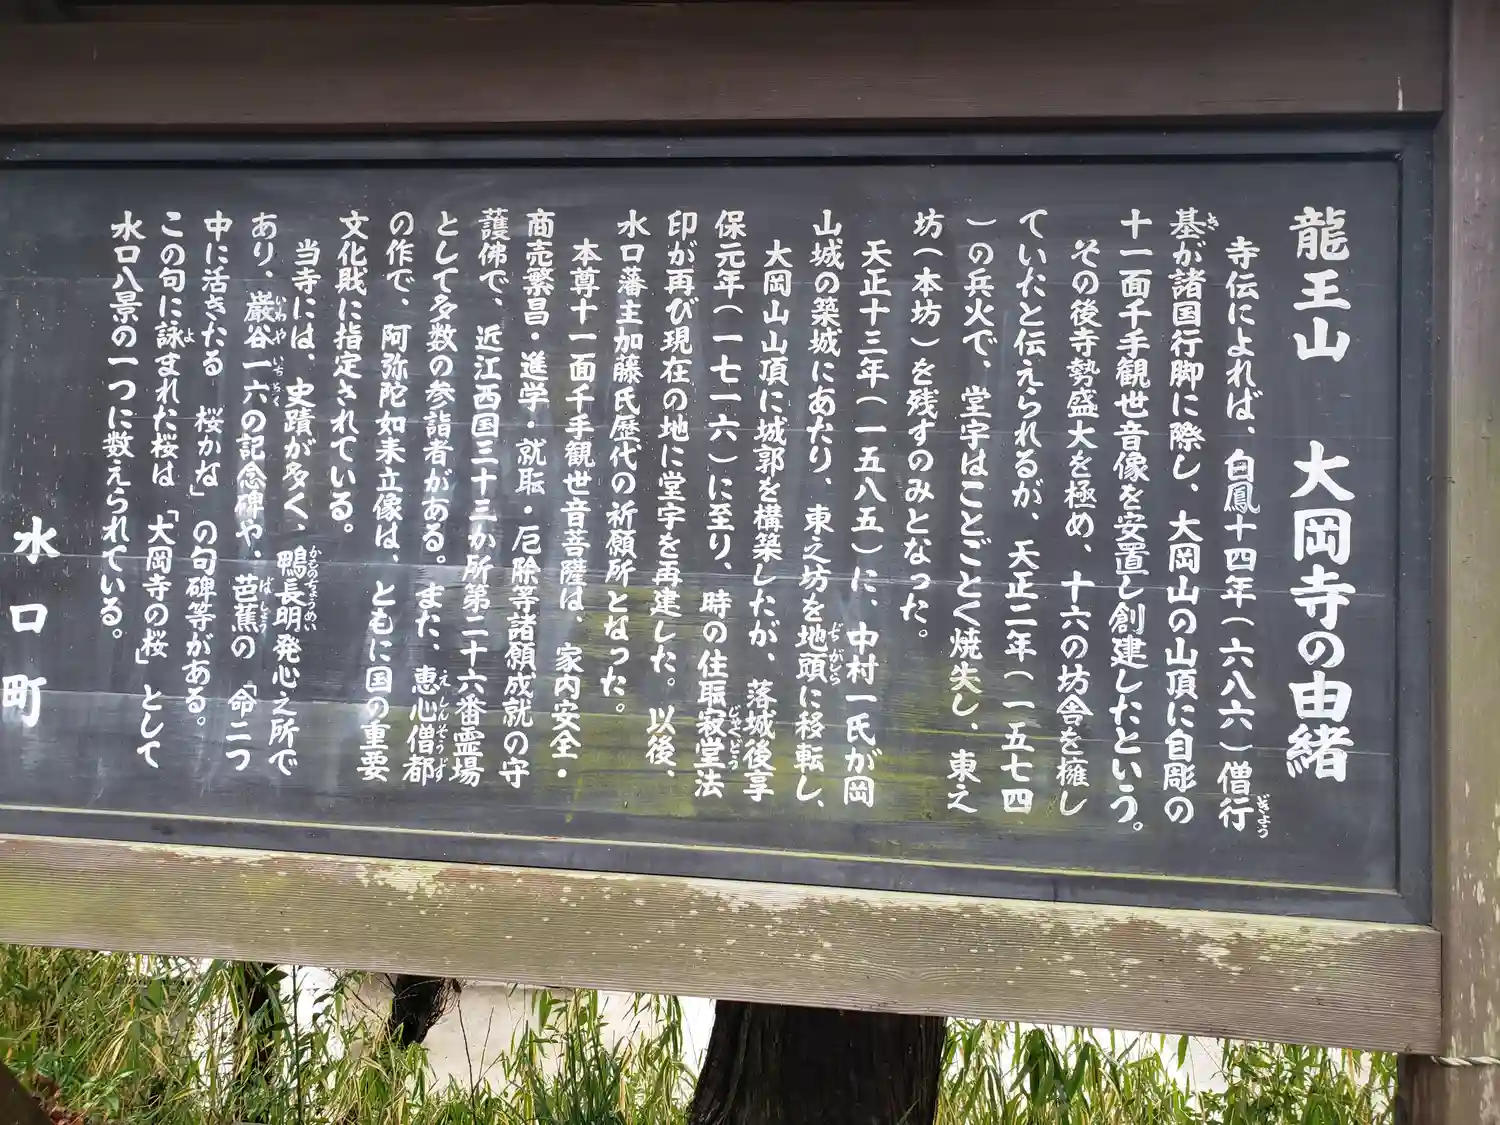 龍王山　大岡寺の由緒
寺伝によれば、白鳳十四年(六八六)僧行
基が諸国行脚に際し、大岡山の山頂に自彫の
十一面千手観世音像を安置し創建したという。
その後寺勢盛大を極め、十六の坊舎を擁し
ていたと伝えられるが、天正二年(一五七四
)の兵火で、堂宇はことごとく焼失し、東之
坊(本坊)を残すのみとなった。
天正十三年(一五八五)に、中村一氏が岡
山城の築城にあたり、東之坊を地頭に移転し、
大岡山山頂に城郭を構築したが、落城後享
保元年(一七一六)に至り、時の住職寂堂法
印が再び現在の地に堂宇を再建した。以後、
水口藩主加藤氏歴代の祈願所となった。
本尊十一面千手観世音菩薩は、家内安全・
商売繁昌・進学・就職・厄除等諸願成就の守
護佛で、近江西国三十三か所第二十六番霊場
として多数の参詣者がある。また、恵心僧都
の作で、阿弥陀如来立像は、ともに国の重要
文化財に指定されている。
当寺には、史蹟が多く、鴨長明発心之所で
あり、巌谷一六の記念碑や、芭蕉の「命二つ
中に活きたる　桜かな」の句碑等がある。
この句に詠まれた桜は「大岡寺の桜」として
水口八景の一つに数えられている。
水口町